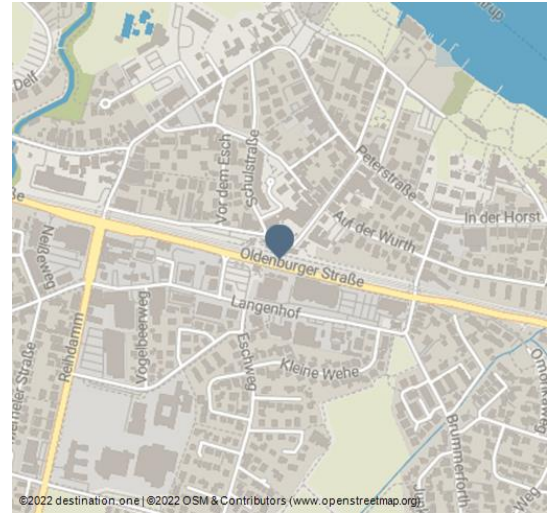 Delf
Vor dem Esch
Schulstraße
Peterstraße
In der Horst
Auf der Wurth
Neißeweg
Oldenburger Straße
Langenhof
Reihdamm
Vogelbeerweg
Eschweg
Kleine Wehe
Brummerforth
Weg
©2022 destination.one | ©2022 OSM & Contributors (www.openstreetmap.org)